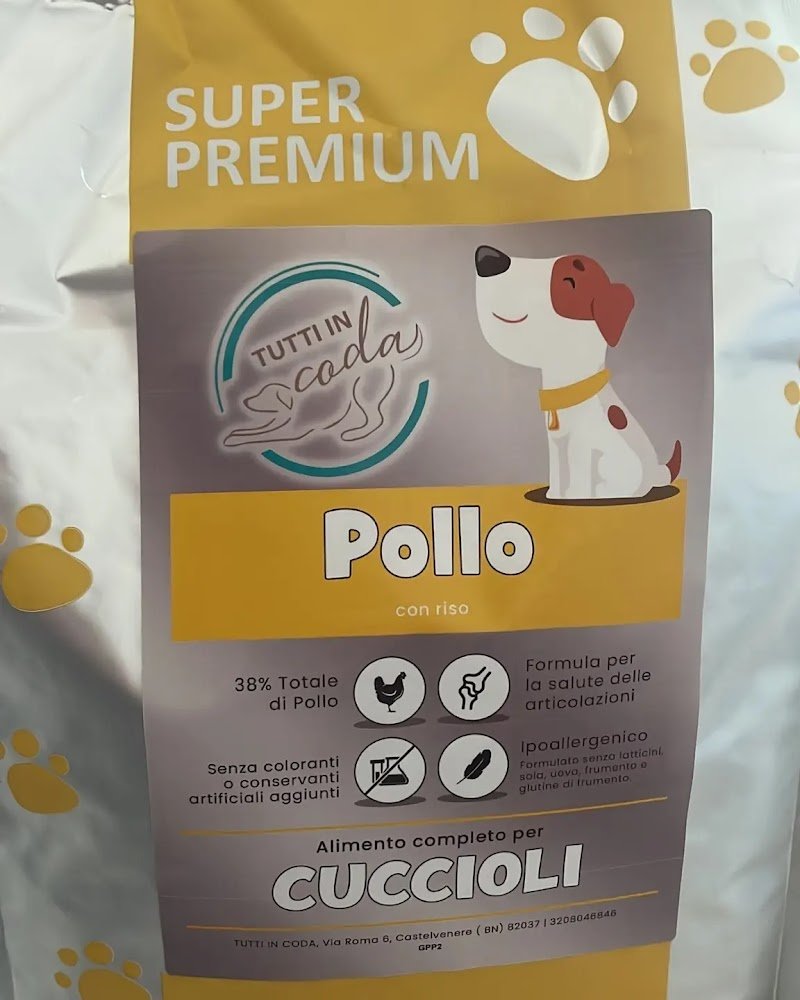 SUPER
PREMIUM
TUTTI IN
coda
Pollo
con riso
38% Totale
di Pollo
Formula per
la salute delle
articolazioni
Senza coloranti
o conservanti
artificiali aggiunti
Ipoallergenico
Formulato senza latticini,
soia, uova, frumento e
glutine di frumento.
Alimento completo per
CUCCIOLI
TUTTI IN CODA, Via Roma 6, Castelvenere ( BN) 82037 | 3208046846
GPP2